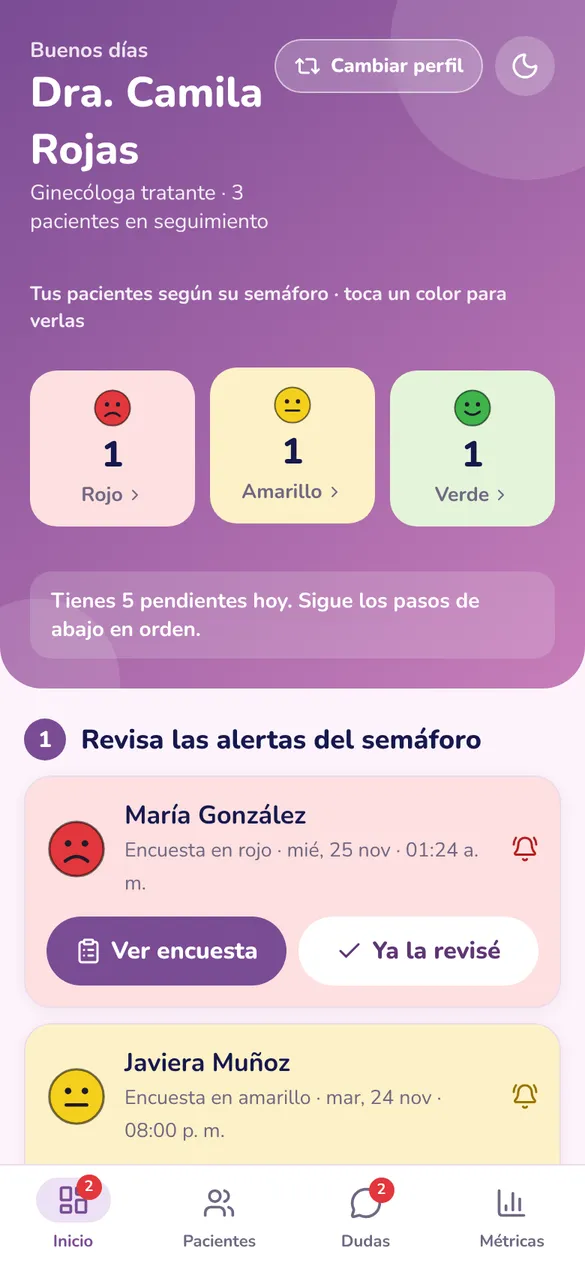 Buenos días
Dra. Camila
Rojas
Cambiar perfil
Ginecóloga tratante · 3
pacientes en seguimiento
Tus pacientes según su semáforo · toca un color para
verlas
1
Rojo
1
Amarillo
1
Verde
Tienes 5 pendientes hoy. Sigue los pasos de
abajo en orden.
1 Revisa las alertas del semáforo
María González
Encuesta en rojo · mié, 25 nov · 01:24 a.
m.
Ver encuesta
Ya la revisé
Javiera Muñoz
Encuesta en amarillo · mar, 24 nov ·
08:00 p. m.
2
Inicio
Pacientes
2
Dudas
Métricas